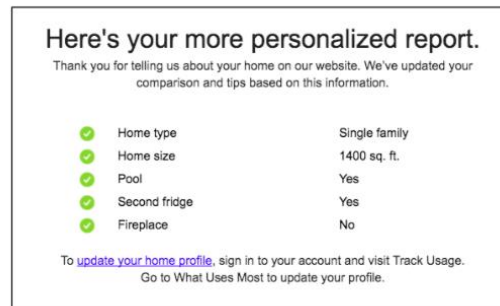 Here's your more personalized report.
Thank you for telling us about your home on our website. We've updated your
comparison and tips based on this information.
Home type Single family
Home size 1400 sq. ft.
Pool Yes
Second fridge Yes
Fireplace No
To update your home profile, sign in to your account and visit Track Usage.
Go to What Uses Most to update your profile.